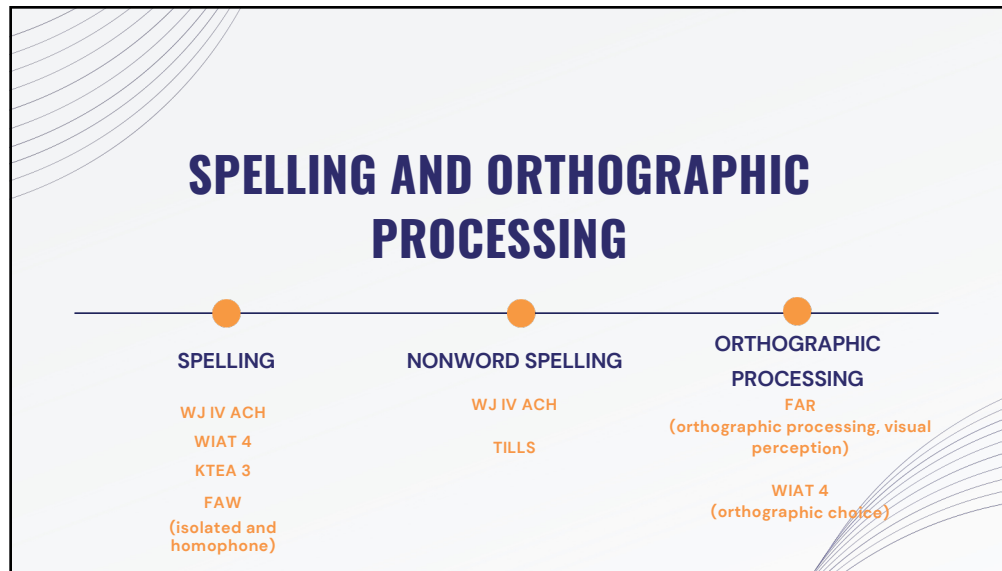 SPELLING AND ORTHOGRAPHIC
PROCESSING
SPELLING
WJ IV ACH
WIAT 4
KTEA 3
FAW
(isolated and
homophone)
NONWORD SPELLING
WJ IV ACH
TILLS
ORTHOGRAPHIC
PROCESSING
FAR
(orthographic processing, visual
perception)
WIAT 4
(orthographic choice)